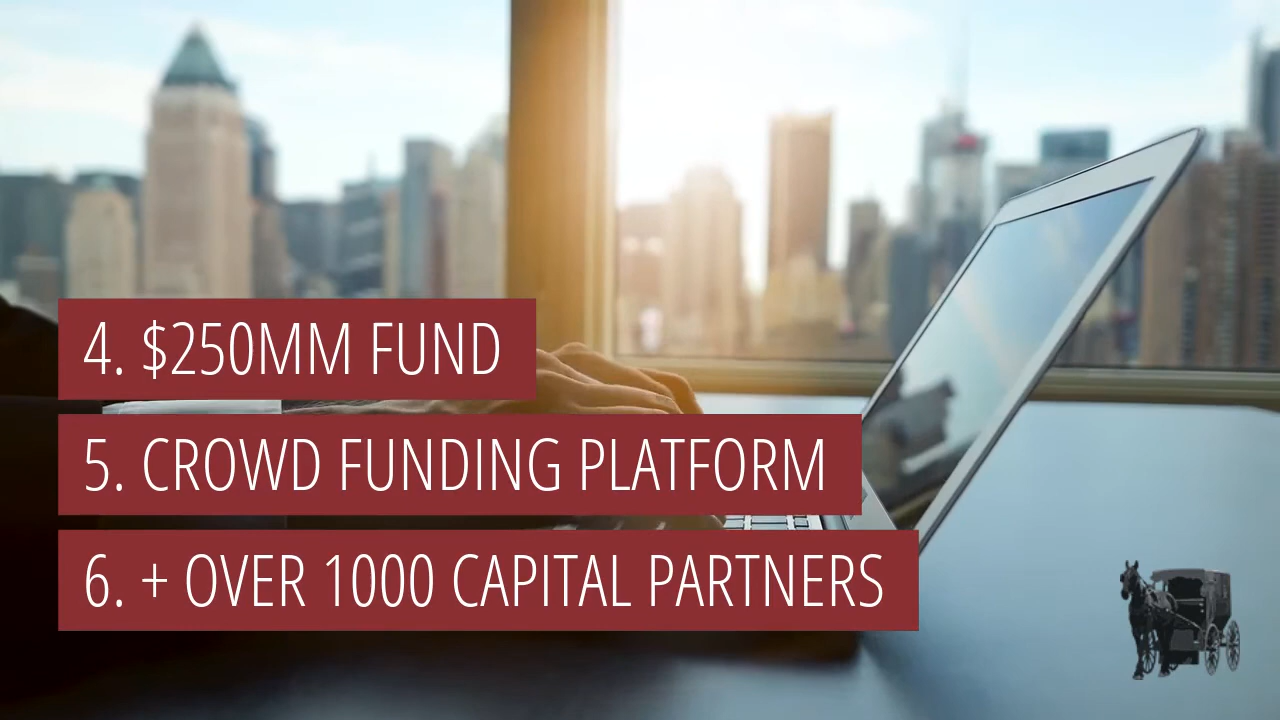 4. $250MM FUND
5. CROWD FUNDING PLATFORM
6. + OVER 1000 CAPITAL PARTNERS